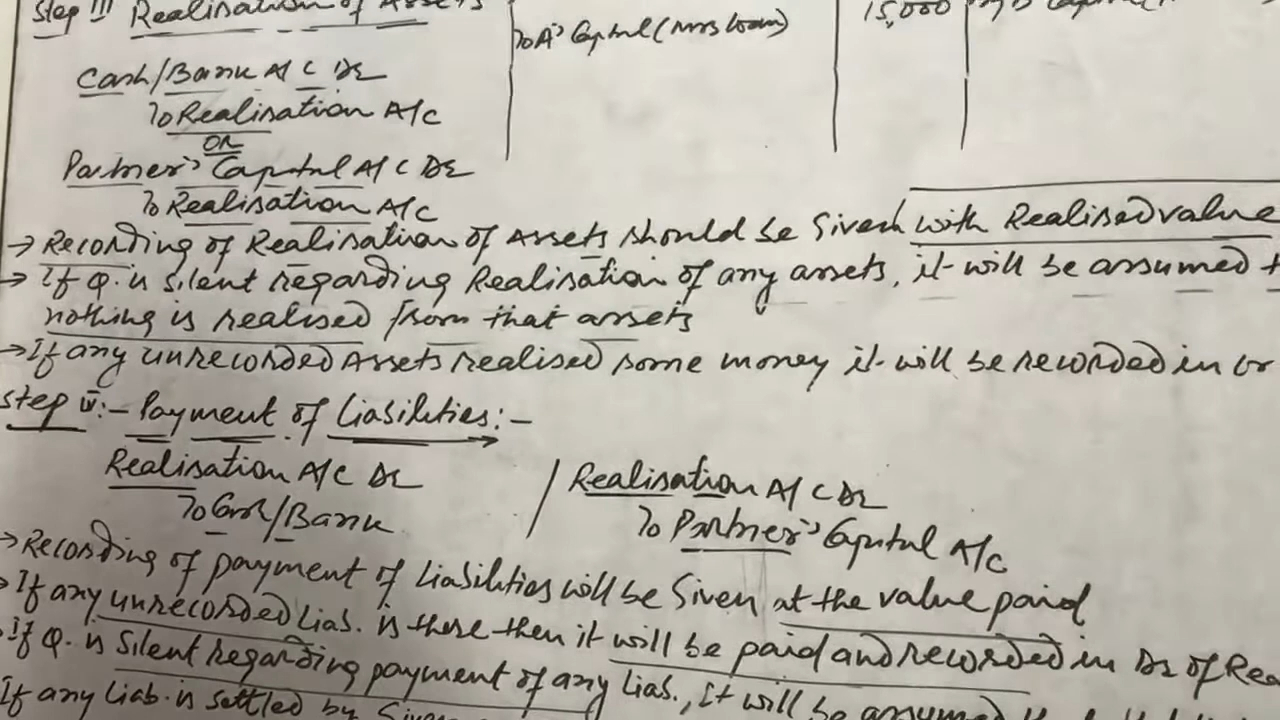 Step III Realisation of Assets
To A's Capital (Mrs loan)
15,000
Cash/Bank A/C Dr
To Realisation A/C
OR
Partner's Capital A/C Dr
To Realisation A/C
→ Recording of Realisation of Assets should be given with Realised value
→ If Q. is silent regarding Realisation of any assets, it will be assumed
nothing is realised from that assets
→ If any unrecorded Assets realised some money it will be recorded in
Step IV:- Payment of Liabilities:-
Realisation A/C Dr
To Cash/Bank
Realisation A/C Dr
To Partner's Capital A/C
→ Recording of payment of Liabilities will be given at the value paid
If any unrecorded Liab. is there then it will be paid and recorded in Dr of Rea
If Q. is silent regarding payment of any Liab., it will be assumed
If any Liab. is settled by